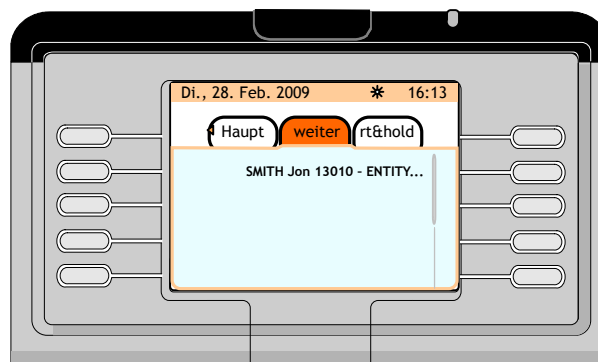 Di., 28. Feb. 2009 16:13
Haupt weiter rt&hold
SMITH Jon 13010 - ENTITY...